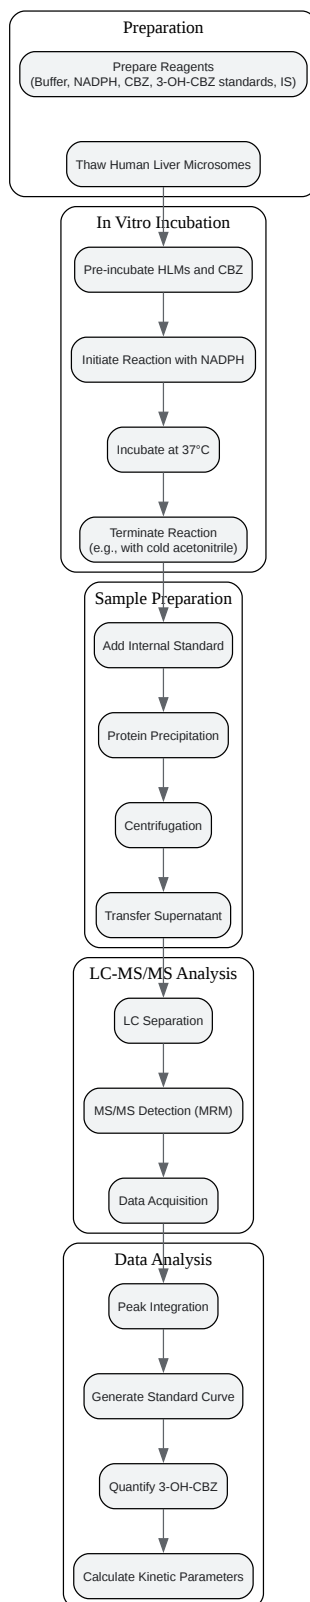 Preparation
Prepare Reagents
(Buffer, NADPH, CBZ, 3-OH-CBZ standards, IS)
Thaw Human Liver Microsomes
In Vitro Incubation
Pre-incubate HLMs and CBZ
Initiate Reaction with NADPH
Incubate at 37°C
Terminate Reaction
(e.g., with cold acetonitrile)
Sample Preparation
Add Internal Standard
Protein Precipitation
Centrifugation
Transfer Supernatant
LC-MS/MS Analysis
LC Separation
MS/MS Detection (MRM)
Data Acquisition
Data Analysis
Peak Integration
Generate Standard Curve
Quantify 3-OH-CBZ
Calculate Kinetic Parameters